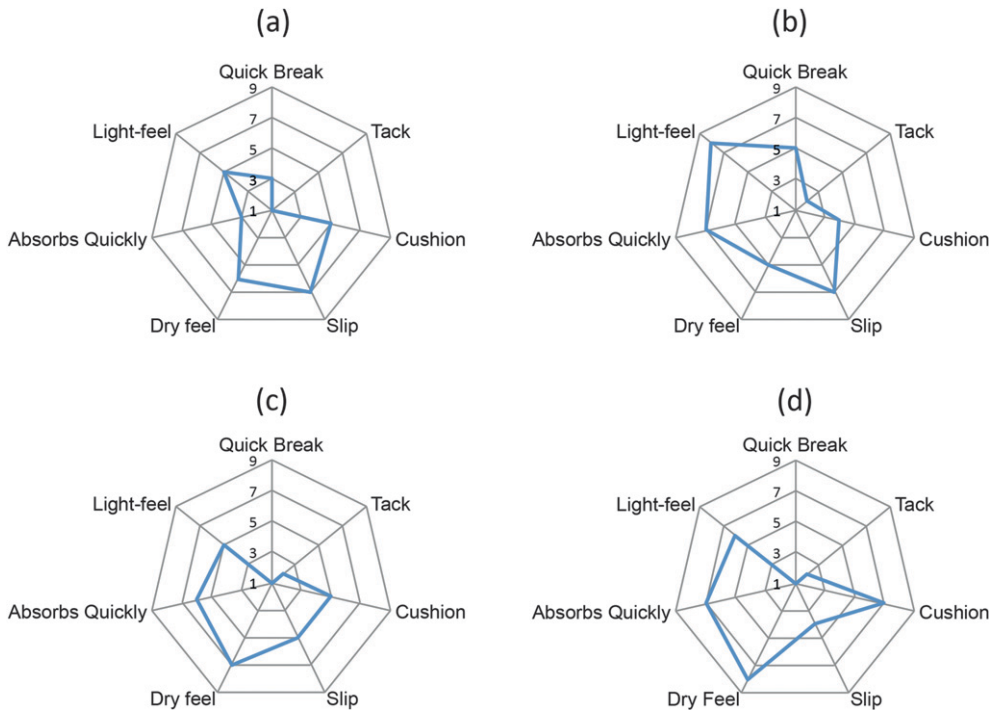 (a)
Quick Break
9
Light-feel
Tack
7
5
3
1
Absorbs Quickly
Cushion
Dry feel
Slip
(b)
Quick Break
9
Light-feel
Tack
7
5
3
1
Absorbs Quickly
Cushion
Dry feel
Slip
(c)
Quick Break
9
Light-feel
Tack
7
5
3
1
Absorbs Quickly
Cushion
Dry feel
Slip
(d)
Quick Break
9
Light-feel
Tack
7
5
3
1
Absorbs Quickly
Cushion
Dry Feel
Slip